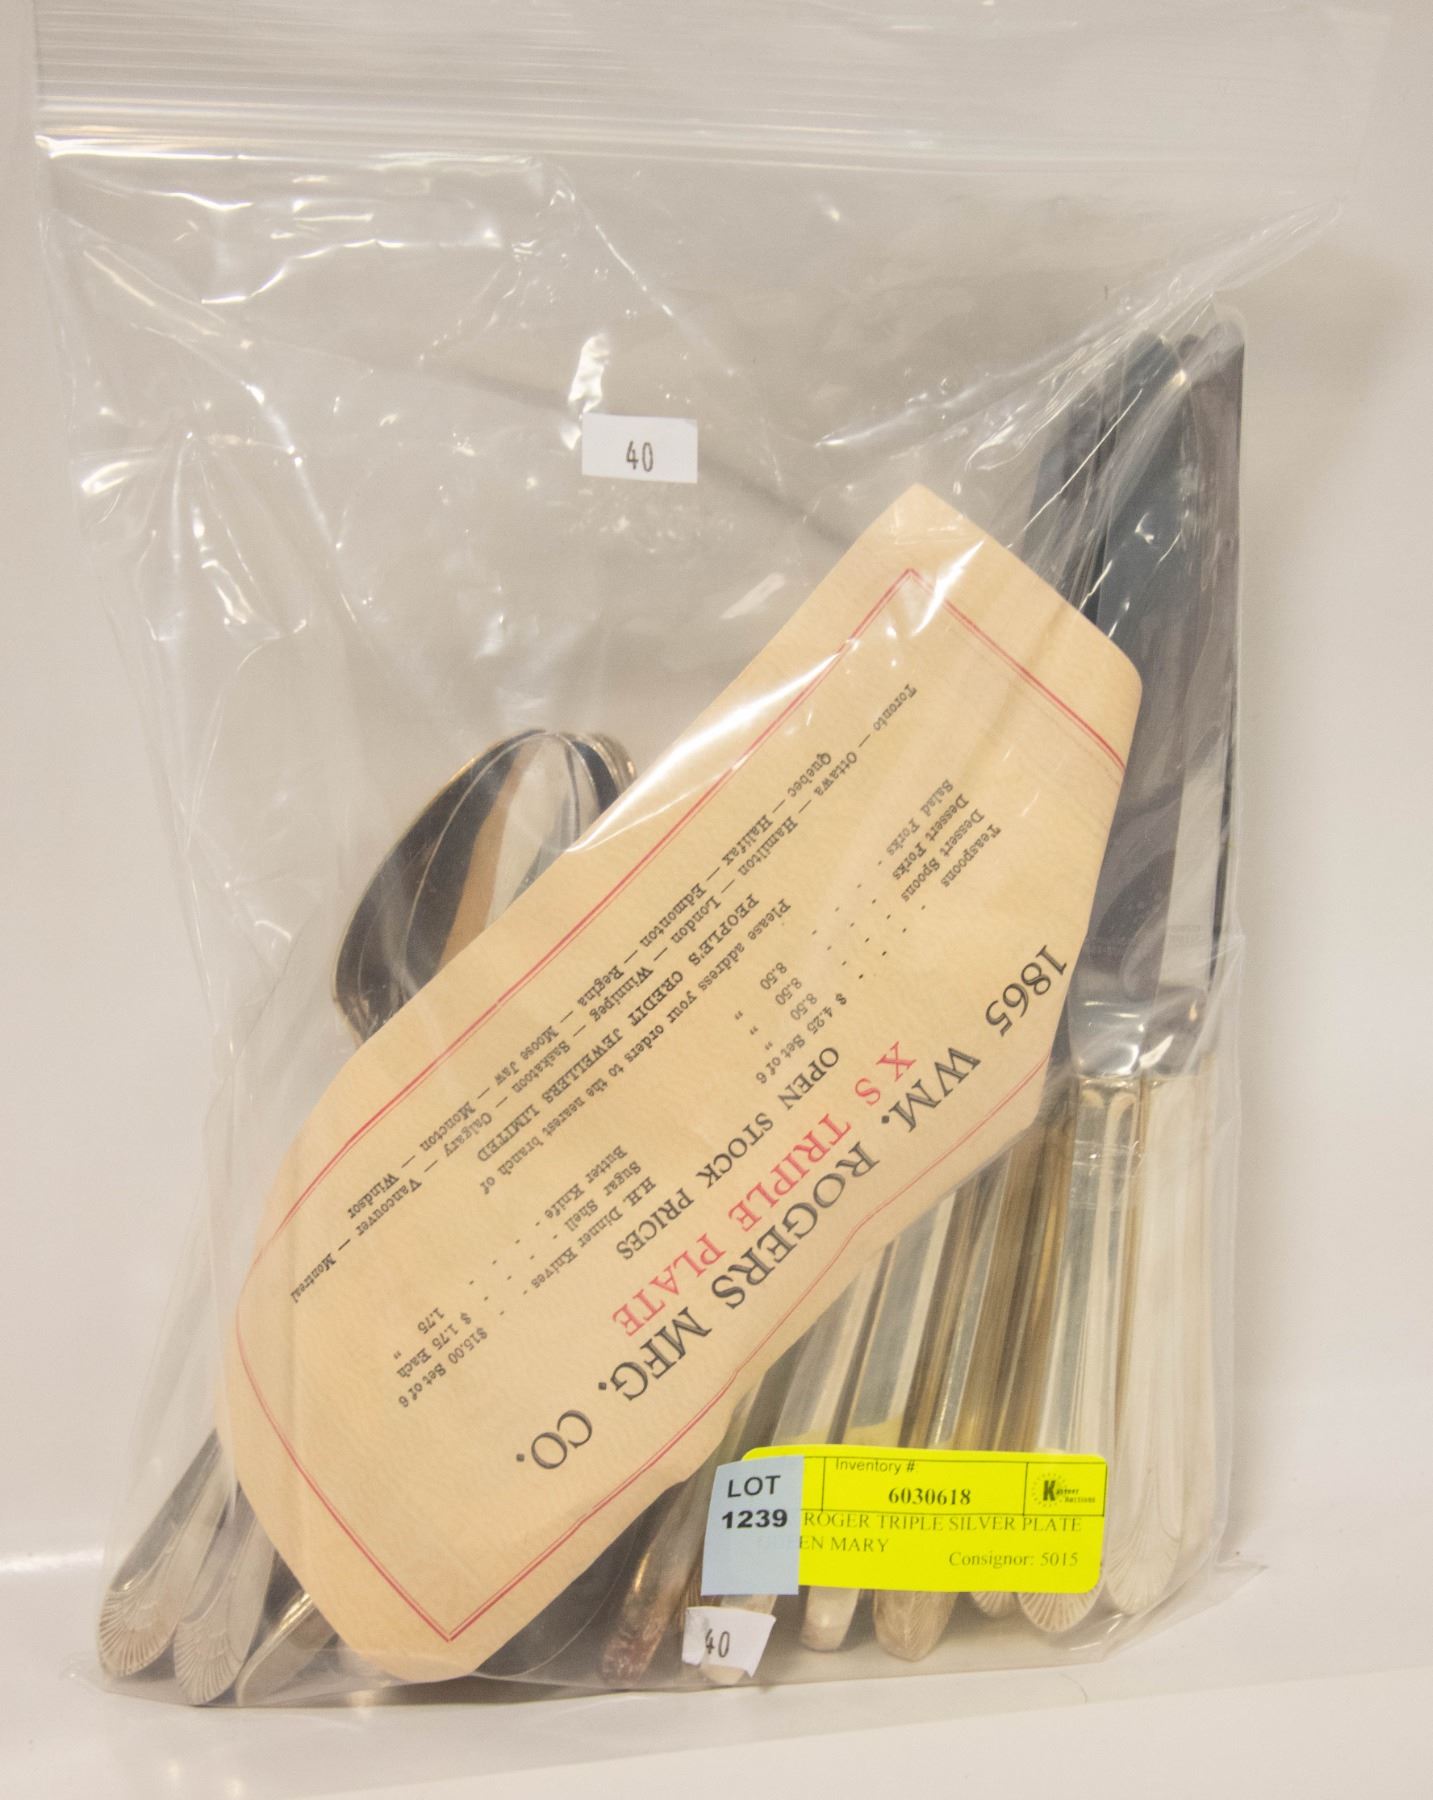 40
1865 WM. ROGERS MFG. CO.
X S TRIPLE PLATE
OPEN STOCK PRICES
Teaspoons - - - $ 4.25 Set of 6
Dessert Spoons - - - 8.50 "
Dessert Forks - - - 8.50 "
Salad Forks - - - 8.50 "
H.H. Dinner Knives - - $15.00 Set of 6
Sugar Shell - - - $ 1.75 Each
Butter Knife - - - 1.75 "
Please address your orders to the nearest branch of
PEOPLE'S CREDIT JEWELLERS LIMITED
Toronto — Ottawa — Hamilton — London — Winnipeg — Saskatoon — Calgary — Vancouver — Montreal
Quebec — Halifax — Edmonton — Regina — Moose Jaw — Moncton — Windsor
LOT
1239
Inventory #:
6030618
Kastner Auctions
ROGER TRIPLE SILVER PLATE
EN MARY
Consignor: 5015
40